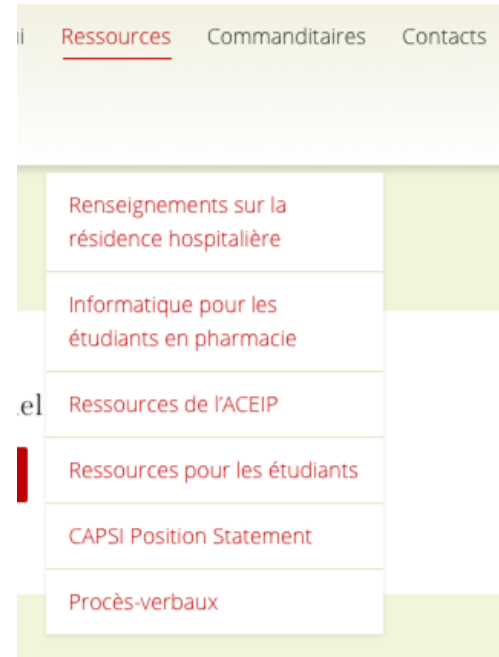 Ressources Commanditaires Contacts
Renseignements sur la
résidence hospitalière
Informatique pour les
étudiants en pharmacie
Ressources de l’ACEIP
Ressources pour les étudiants
CAPSI Position Statement
Procès-verbaux